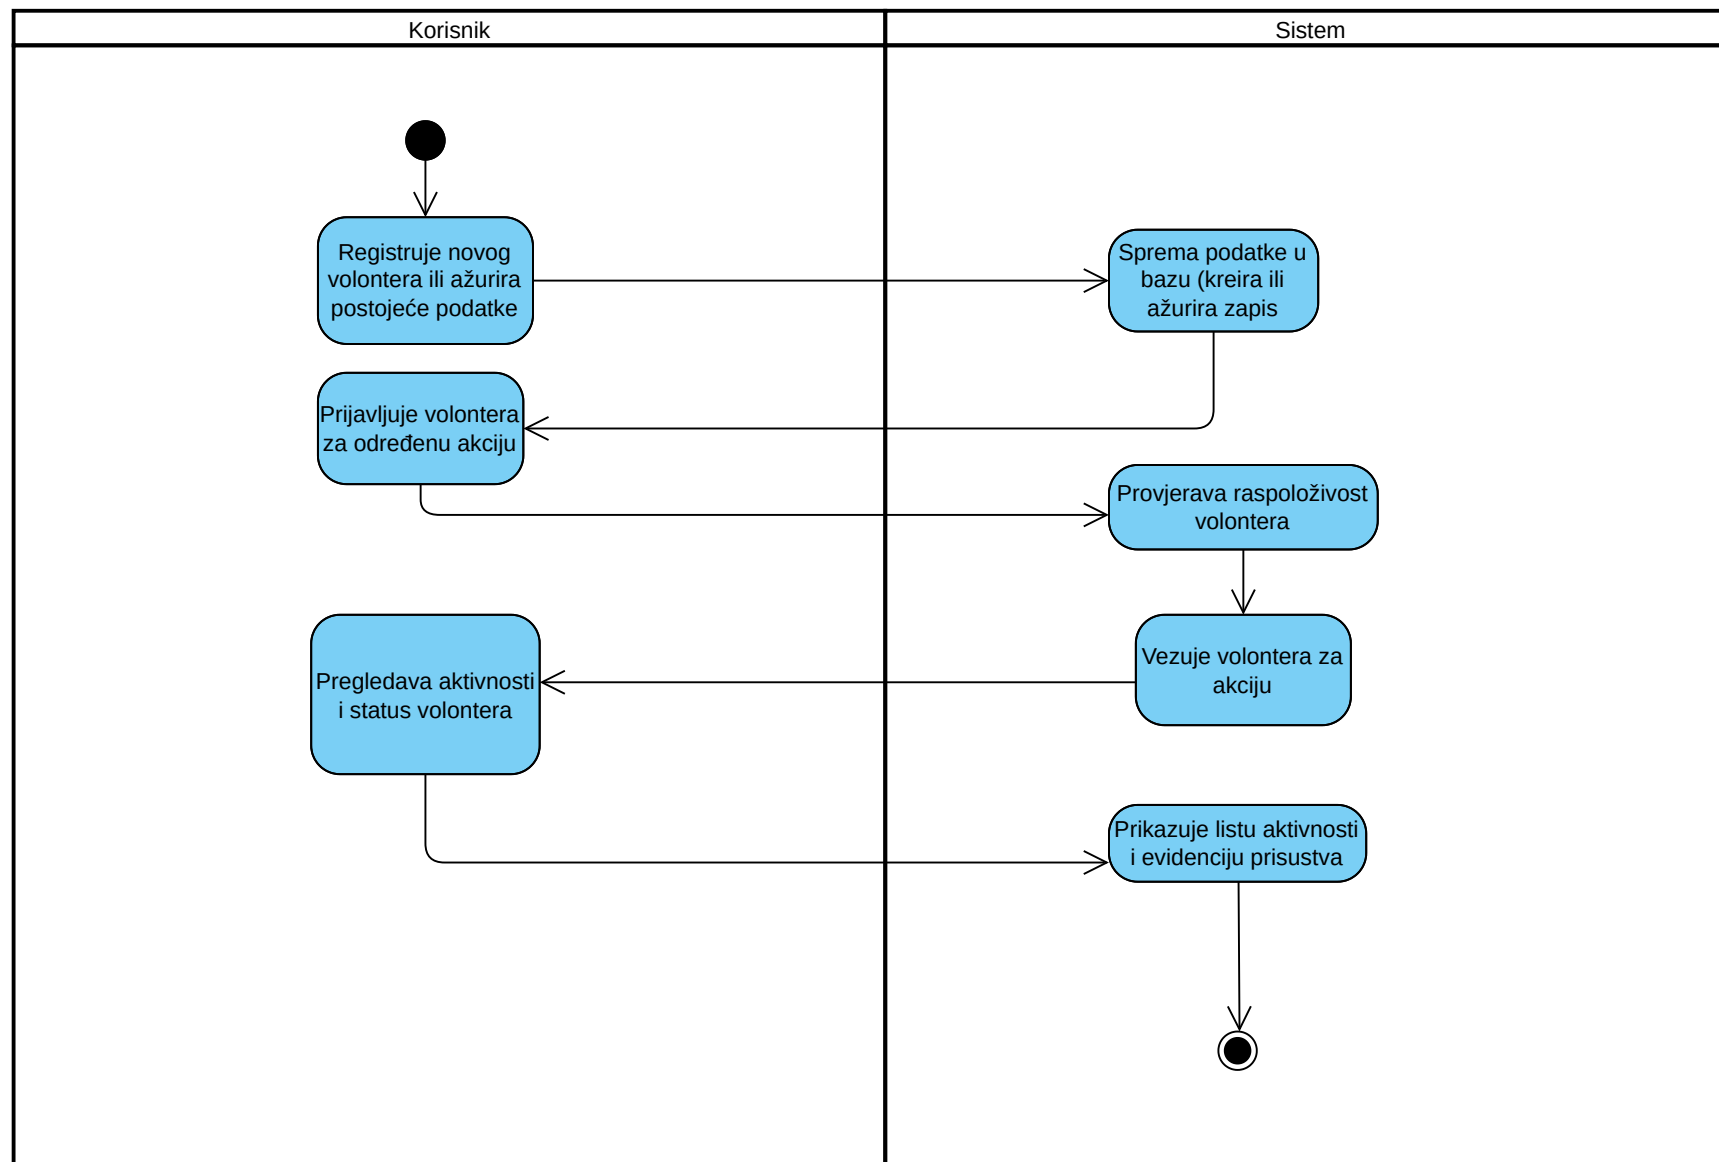 Korisnik
Sistem
Registruje novog
volontera ili ažurira
postojeće podatke
Sprema podatke u
bazu (kreira ili
ažurira zapis
Prijavljuje volontera
za određenu akciju
Provjerava raspoloživost
volontera
Vezuje volontera za
akciju
Pregledava aktivnosti
i status volontera
Prikazuje listu aktivnosti
i evidenciju prisustva